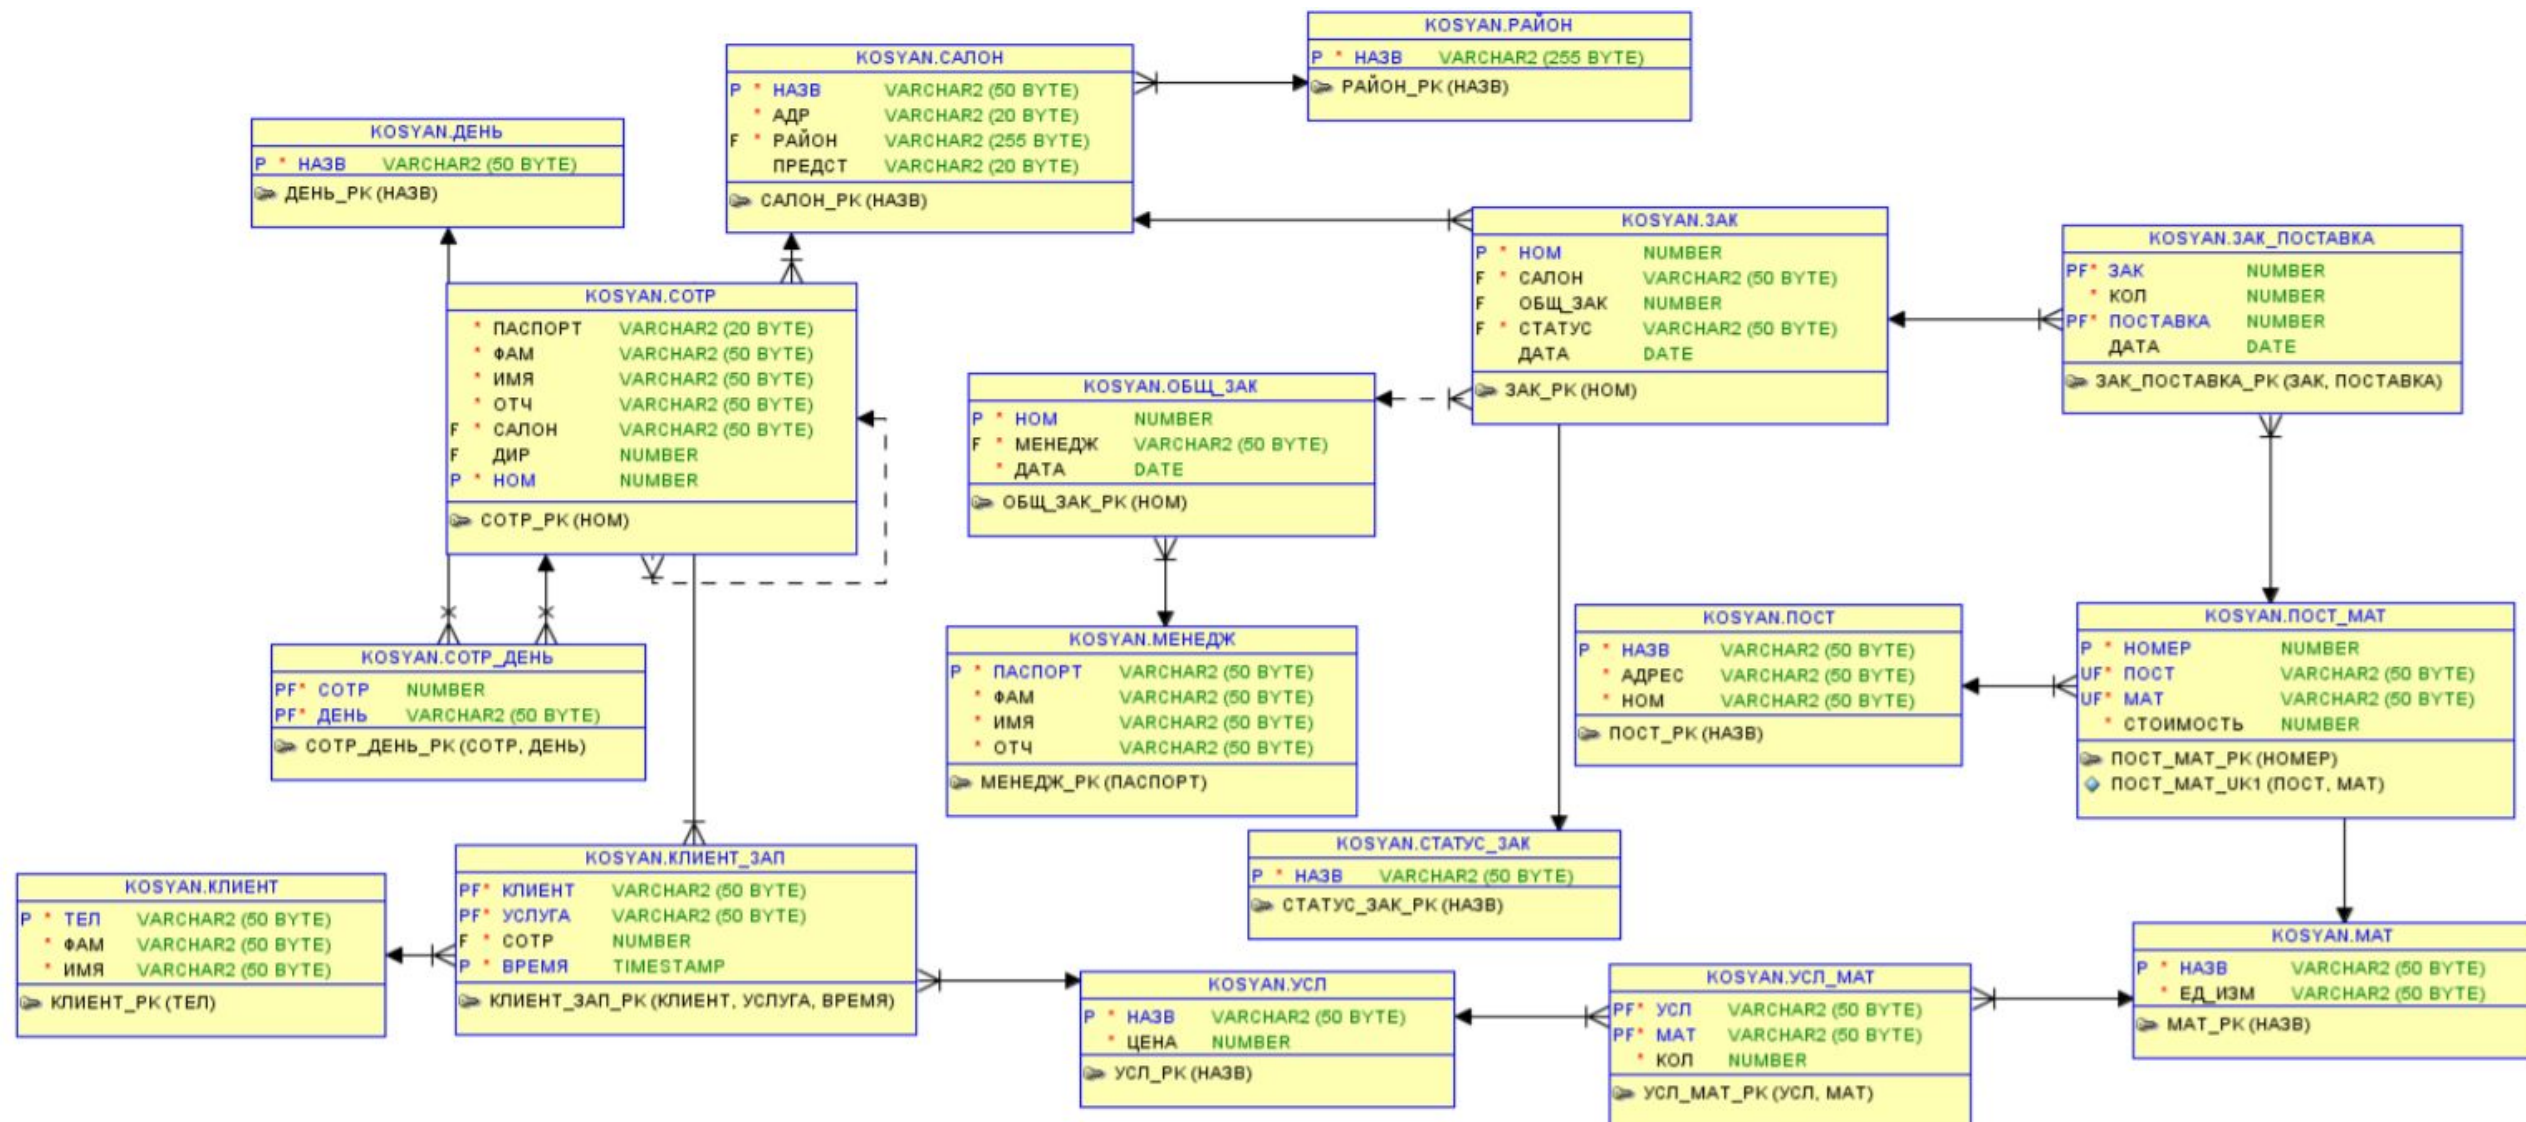 KOSYAN.РАЙОН
P * НАЗВ VARCHAR2 (255 BYTE)
РАЙОН_PK (НАЗВ)
KOSYAN.САЛОН
P * НАЗВ VARCHAR2 (50 BYTE)
* АДР VARCHAR2 (20 BYTE)
F * РАЙОН VARCHAR2 (255 BYTE)
ПРЕДСТ VARCHAR2 (20 BYTE)
САЛОН_PK (НАЗВ)
KOSYAN.ДЕНЬ
P * НАЗВ VARCHAR2 (50 BYTE)
ДЕНЬ_PK (НАЗВ)
KOSYAN.ЗАК
P * НОМ NUMBER
F * САЛОН VARCHAR2 (50 BYTE)
F ОБЩ_ЗАК NUMBER
F * СТАТУС VARCHAR2 (50 BYTE)
ДАТА DATE
ЗАК_PK (НОМ)
KOSYAN.ЗАК_ПОСТАВКА
PF* ЗАК NUMBER
* КОЛ NUMBER
PF* ПОСТАВКА NUMBER
ДАТА DATE
ЗАК_ПОСТАВКА_PK (ЗАК, ПОСТАВКА)
KOSYAN.СОТР
* ПАСПОРТ VARCHAR2 (20 BYTE)
* ФАМ VARCHAR2 (50 BYTE)
* ИМЯ VARCHAR2 (50 BYTE)
* ОТЧ VARCHAR2 (50 BYTE)
F * САЛОН VARCHAR2 (50 BYTE)
F ДИР NUMBER
P * НОМ NUMBER
СОТР_PK (НОМ)
KOSYAN.ОБЩ_ЗАК
P * НОМ NUMBER
F * МЕНЕДЖ VARCHAR2 (50 BYTE)
* ДАТА DATE
ОБЩ_ЗАК_PK (НОМ)
KOSYAN.СОТР_ДЕНЬ
PF* СОТР NUMBER
PF* ДЕНЬ VARCHAR2 (50 BYTE)
СОТР_ДЕНЬ_PK (СОТР, ДЕНЬ)
KOSYAN.МЕНЕДЖ
P * ПАСПОРТ VARCHAR2 (50 BYTE)
* ФАМ VARCHAR2 (50 BYTE)
* ИМЯ VARCHAR2 (50 BYTE)
* ОТЧ VARCHAR2 (50 BYTE)
МЕНЕДЖ_PK (ПАСПОРТ)
KOSYAN.ПОСТ
P * НАЗВ VARCHAR2 (50 BYTE)
* АДРЕС VARCHAR2 (50 BYTE)
* НОМ VARCHAR2 (50 BYTE)
ПОСТ_PK (НАЗВ)
KOSYAN.ПОСТ_МАТ
P * НОМЕР NUMBER
UF* ПОСТ VARCHAR2 (50 BYTE)
UF* МАТ VARCHAR2 (50 BYTE)
* СТОИМОСТЬ NUMBER
ПОСТ_МАТ_PK (НОМЕР)
ПОСТ_МАТ_UK1 (ПОСТ, МАТ)
KOSYAN.КЛИЕНТ
P * ТЕЛ VARCHAR2 (50 BYTE)
* ФАМ VARCHAR2 (50 BYTE)
* ИМЯ VARCHAR2 (50 BYTE)
КЛИЕНТ_PK (ТЕЛ)
KOSYAN.КЛИЕНТ_ЗАП
PF* КЛИЕНТ VARCHAR2 (50 BYTE)
PF* УСЛУГА VARCHAR2 (50 BYTE)
F * СОТР NUMBER
P * ВРЕМЯ TIMESTAMP
КЛИЕНТ_ЗАП_PK (КЛИЕНТ, УСЛУГА, ВРЕМЯ)
KOSYAN.СТАТУС_ЗАК
P * НАЗВ VARCHAR2 (50 BYTE)
СТАТУС_ЗАК_PK (НАЗВ)
KOSYAN.УСЛ
P * НАЗВ VARCHAR2 (50 BYTE)
* ЦЕНА NUMBER
УСЛ_PK (НАЗВ)
KOSYAN.УСЛ_МАТ
PF* УСЛ VARCHAR2 (50 BYTE)
PF* МАТ VARCHAR2 (50 BYTE)
* КОЛ NUMBER
УСЛ_МАТ_PK (УСЛ, МАТ)
KOSYAN.МАТ
P * НАЗВ VARCHAR2 (50 BYTE)
* ЕД_ИЗМ VARCHAR2 (50 BYTE)
МАТ_PK (НАЗВ)